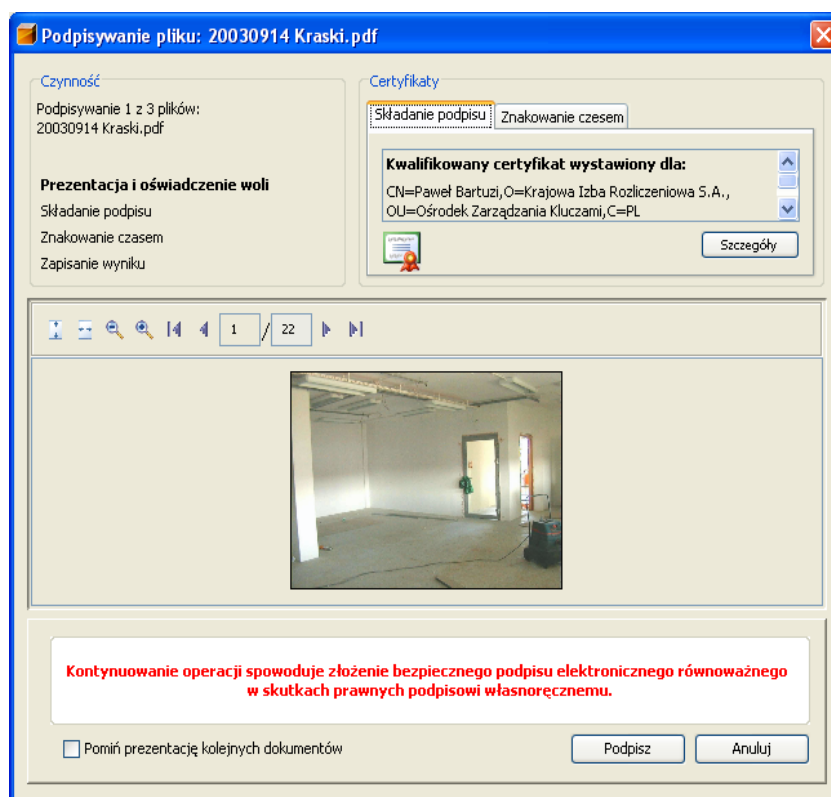 Podpisywanie pliku: 20030914 Kraski.pdf
Czynność
Podpisywanie 1 z 3 plików:
20030914 Kraski.pdf
Prezentacja i oświadczenie woli
Składanie podpisu
Znakowanie czasem
Zapisanie wyniku
Certyfikaty
Składanie podpisu
Znakowanie czesem
Kwalifikowany certyfikat wystawiony dla:
CN=Paweł Bartuzi,O=Krajowa Izba Rozliczeniowa S.A.,
OU=Ośrodek Zarządzania Kluczami,C=PL
Szczegóły
1 / 22
Kontynuowanie operacji spowoduje złożenie bezpiecznego podpisu elektronicznego równoważnego
w skutkach prawnych podpisowi własnoręcznemu.
Pomiń prezentację kolejnych dokumentów
Podpisz
Anuluj